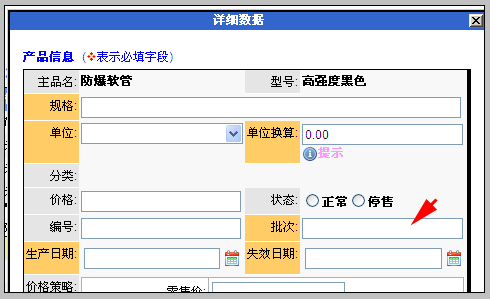 详细数据
产品信息 (❖表示必填字段)
主品名: 防爆软管 型号: 高强度黑色
规格:
单位: 单位换算: 0.00
提示
分类:
价格: 状态: 正常 停售
编号: 批次:
生产日期: 失效日期:
价格策略: 零售价: